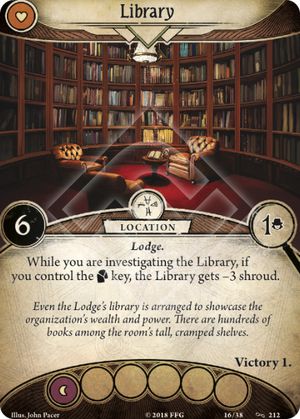 Library
6
LOCATION
1
Lodge.
While you are investigating the Library, if
you control the key, the Library gets –3 shroud.
Even the Lodge's library is arranged to showcase the
organization's wealth and power. There are hundreds
of books among the room's tall, cramped shelves.
Victory 1.
Illus. John Pacer © 2018 FFG 16/38 212